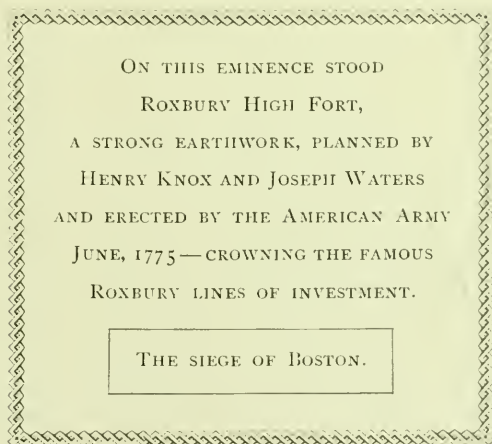 On this eminence stood
Roxbury High Fort,
a strong earthwork, planned by
Henry Knox and Joseph Waters
and erected by the American Army
June, 1775—crowning the famous
Roxbury lines of investment.
The siege of Boston.